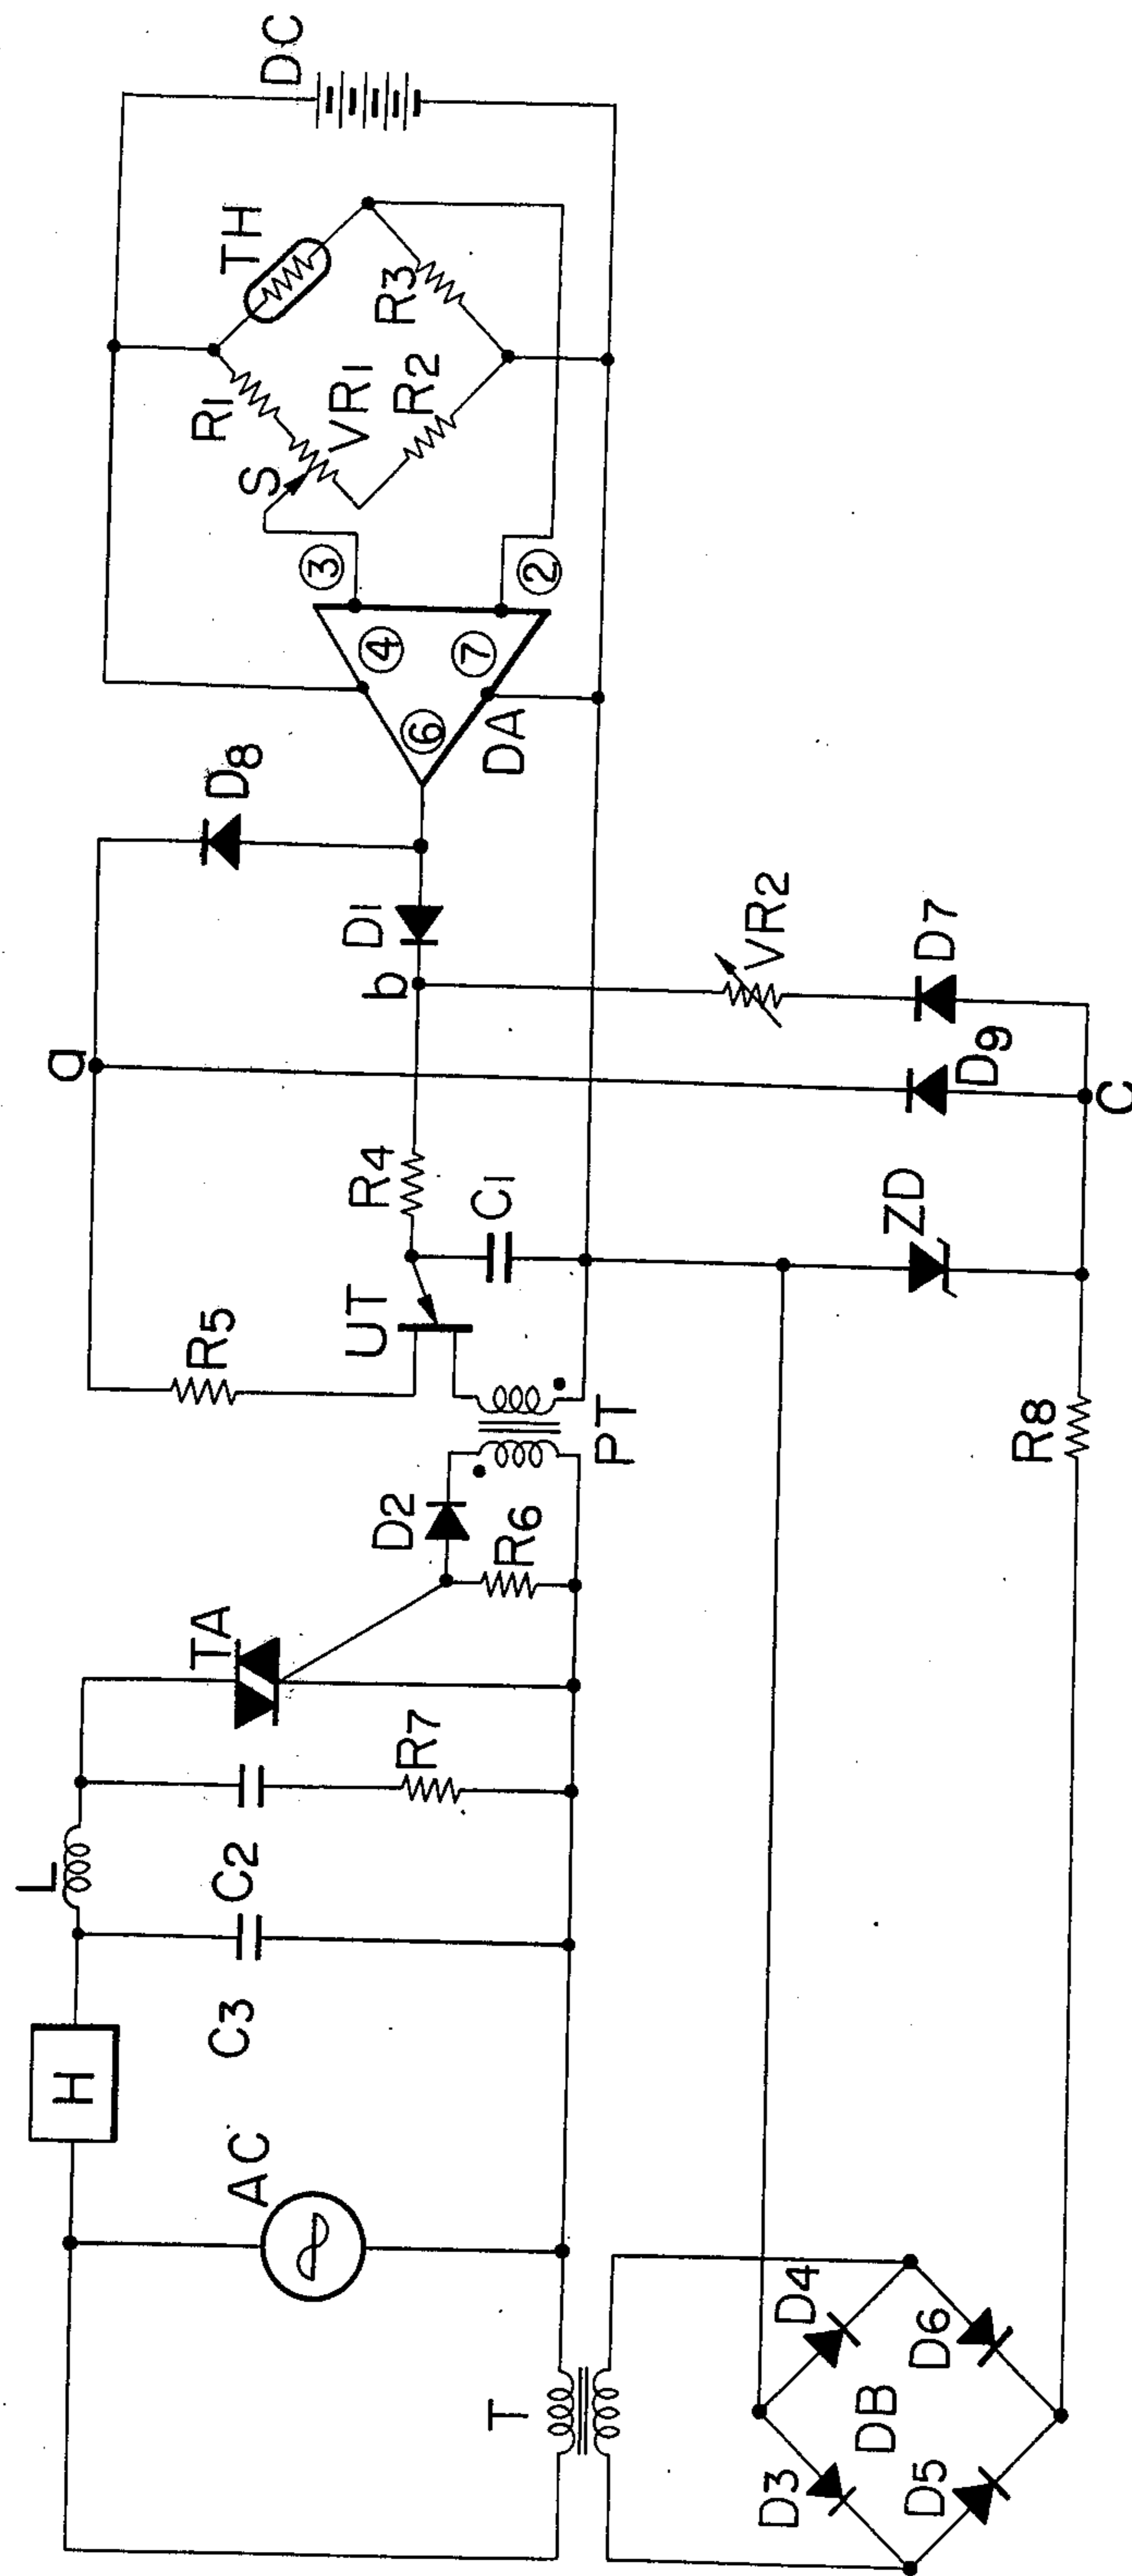 DC
TH
R1
R3
S
VR1
R2
③
②
④
⑦
⑥
DA
D8
D1
b
a
VR2
D7
D9
C
R4
C1
ZD
UT
R5
R8
PT
D2
R6
TA
R7
L
C2
C3
H
AC
T
D4
D6
DB
D3
D5